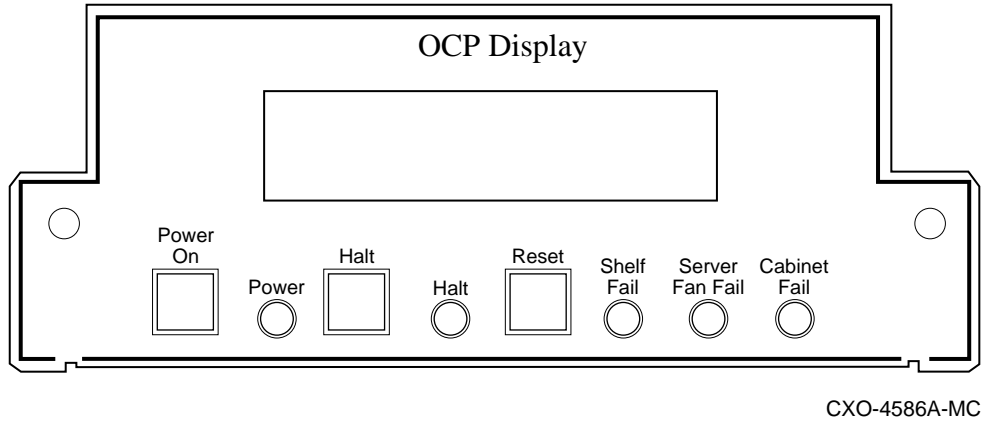 OCP Display
Power
On
Power
Halt
Halt
Reset
Shelf
Fail
Server
Fan Fail
Cabinet
Fail
CXO-4586A-MC